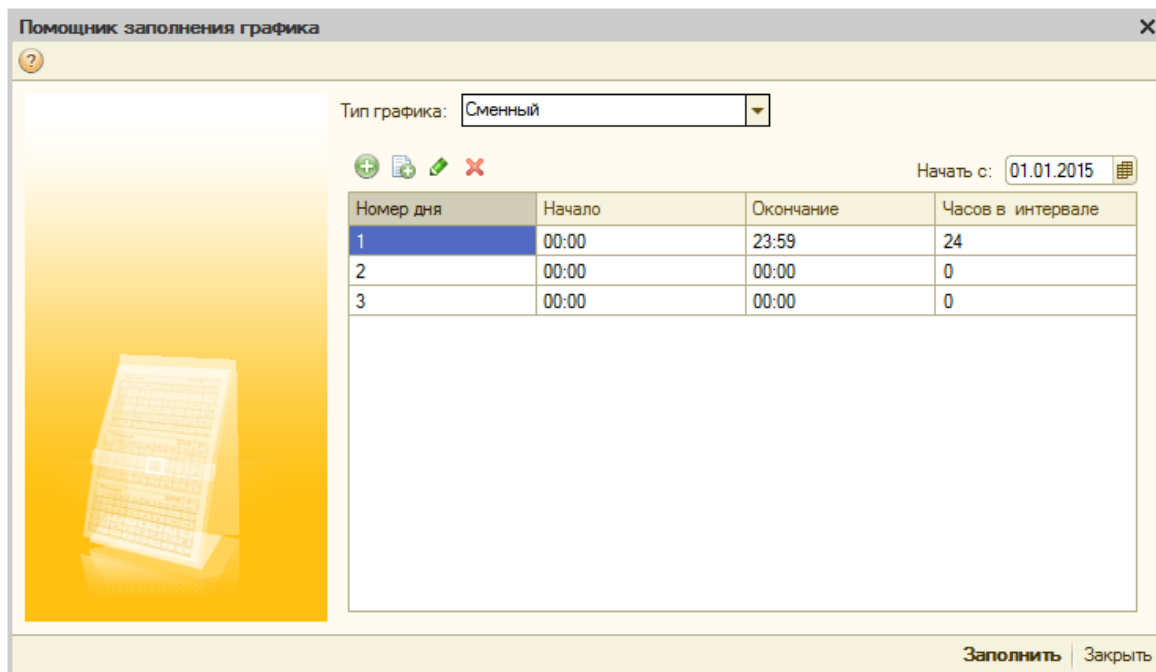 Помощник заполнения графика
Тип графика: Сменный
Начать с: 01.01.2015
Номер дня Начало Окончание Часов в интервале
1 00:00 23:59 24
2 00:00 00:00 0
3 00:00 00:00 0
Заполнить Закрыть